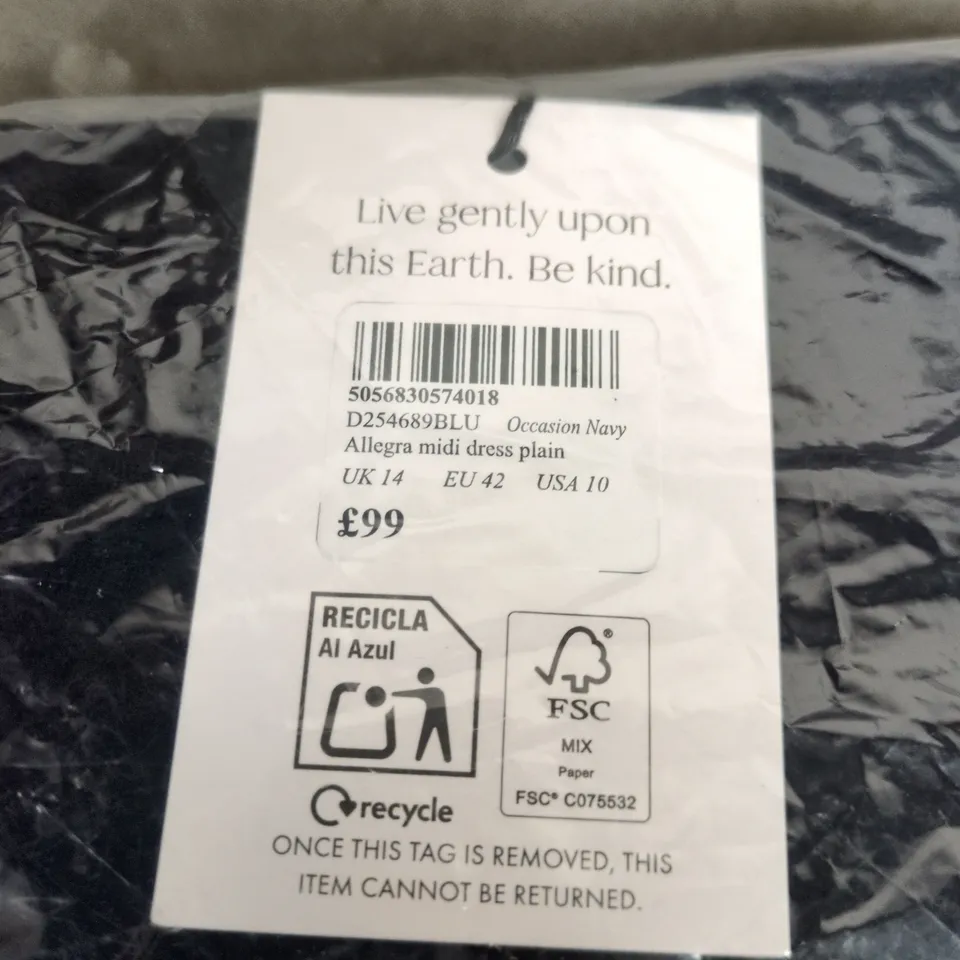 Live gently upon
this Earth. Be kind.
5056830574018
D254689BLU Occasion Navy
Allegra midi dress plain
UK 14 EU 42 USA 10
£99
RECICLA
Al Azul
FSC®
MIX
Paper
FSC® C075532
recycle
ONCE THIS TAG IS REMOVED, THIS
ITEM CANNOT BE RETURNED.